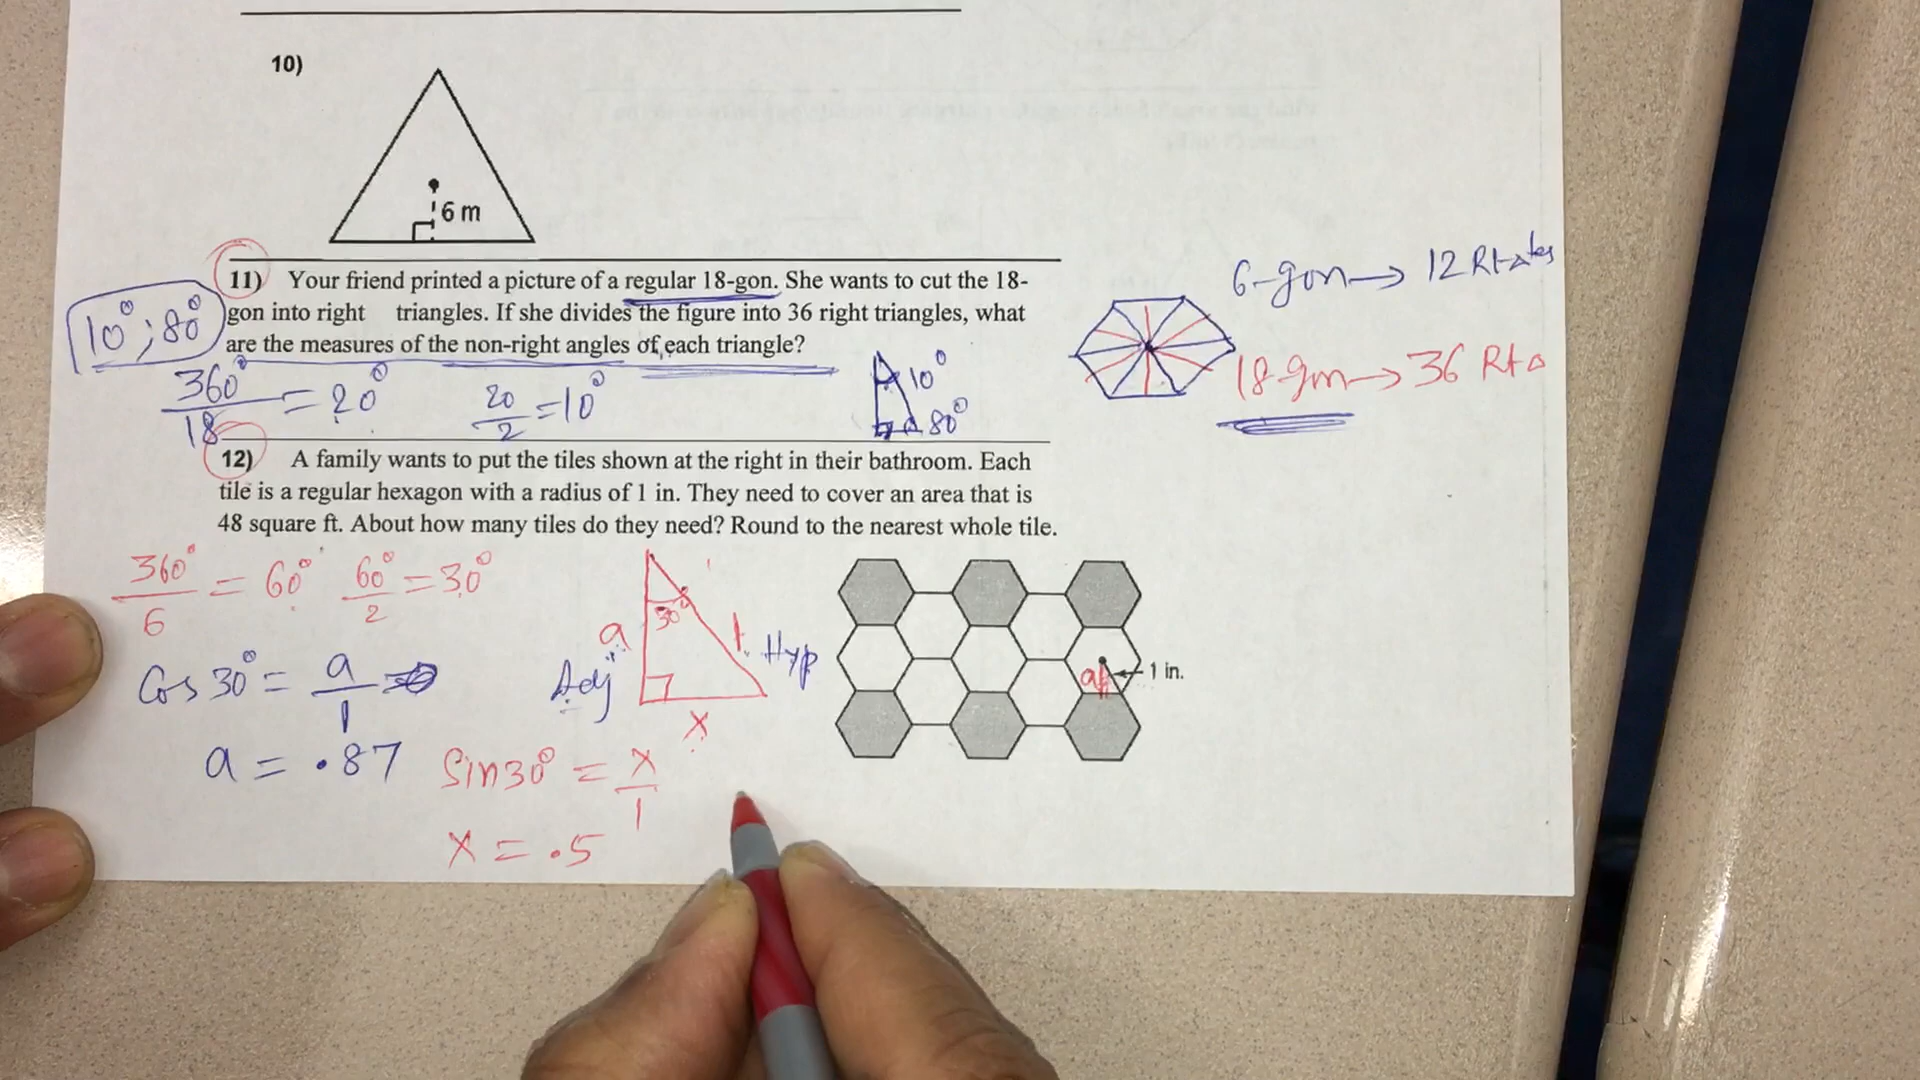 10)
6 m
11) Your friend printed a picture of a regular 18-gon. She wants to cut the 18-
gon into right triangles. If she divides the figure into 36 right triangles, what
are the measures of the non-right angles of each triangle?
10° ; 80°
360° / 18 = 20°
20 / 2 = 10°
10°
80°
6-gon → 12 Rt △les
18-gon → 36 Rt △
12) A family wants to put the tiles shown at the right in their bathroom. Each
tile is a regular hexagon with a radius of 1 in. They need to cover an area that is
48 square ft. About how many tiles do they need? Round to the nearest whole tile.
360° / 6 = 60°
60° / 2 = 30°
30°
a
1
Adj
Hyp
x
a
1 in.
Cos 30° = a / 1
a = .87
Sin 30° = x / 1
x = .5